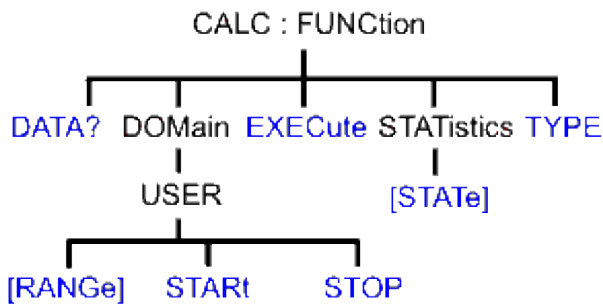 CALC : FUNCtion
DATA? DOMain EXECute STATistics TYPE
USER [STATe]
[RANGe] STARt STOP